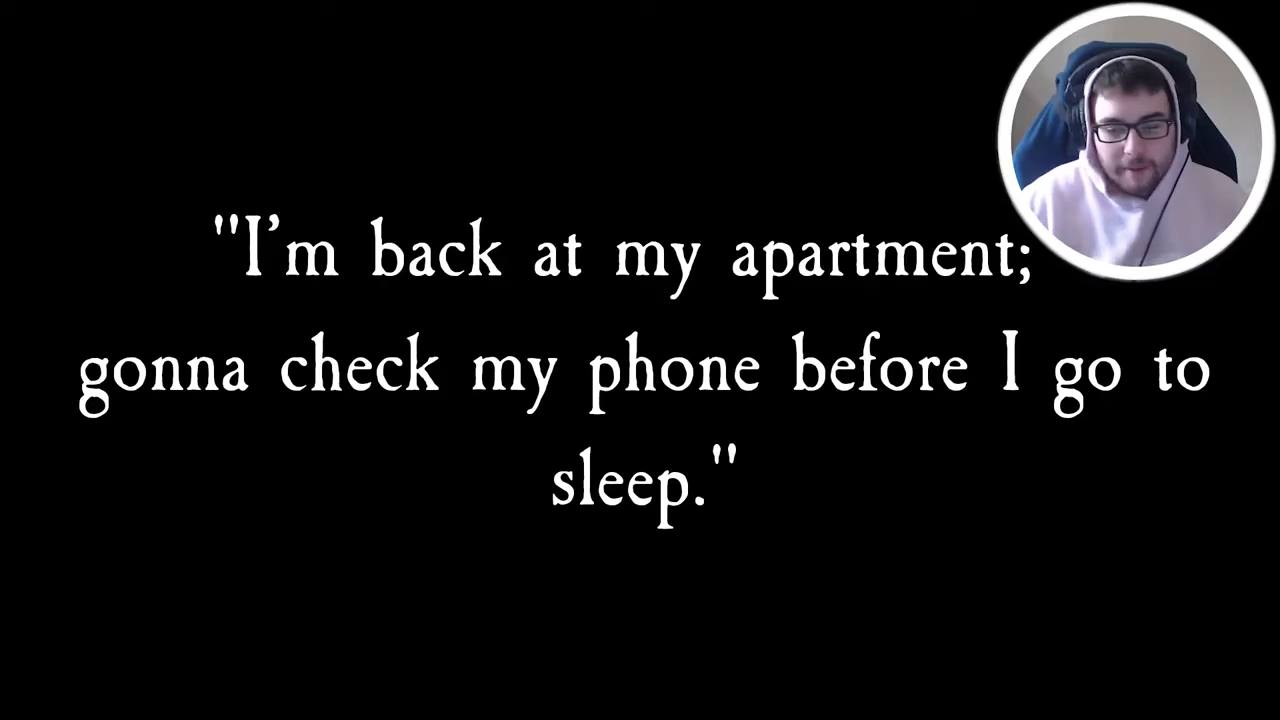 "I'm back at my apartment;
gonna check my phone before I go to
sleep."